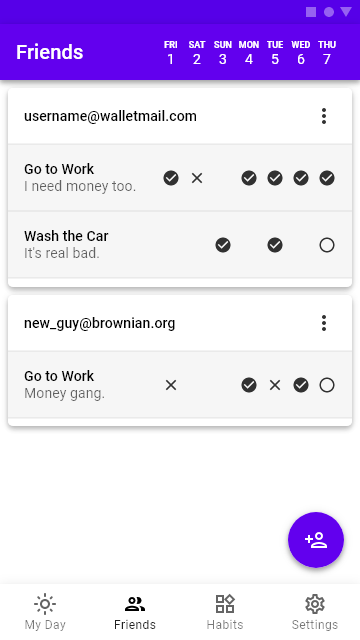 Friends
FRI SAT SUN MON TUE WED THU
1 2 3 4 5 6 7
username@walletmail.com
Go to Work
I need money too.
Wash the Car
It's real bad.
new_guy@brownian.org
Go to Work
Money gang.
My Day Friends Habits Settings